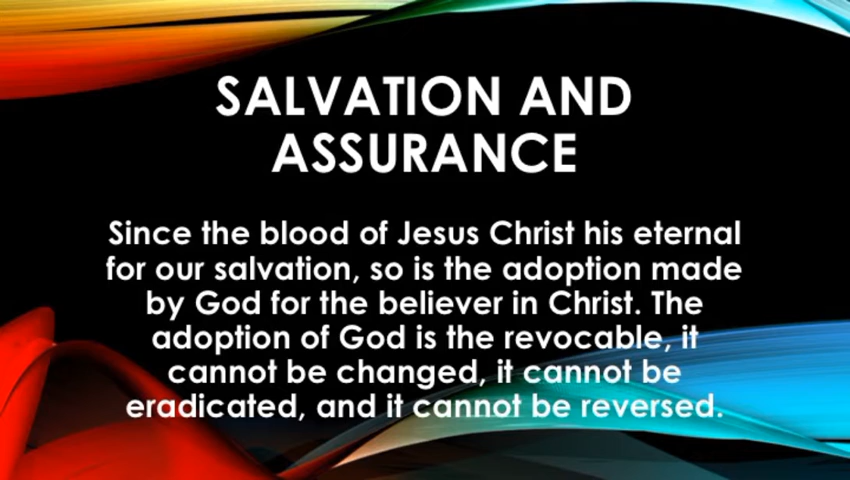 SALVATION AND
ASSURANCE
Since the blood of Jesus Christ his eternal
for our salvation, so is the adoption made
by God for the believer in Christ. The
adoption of God is the revocable, it
cannot be changed, it cannot be
eradicated, and it cannot be reversed.